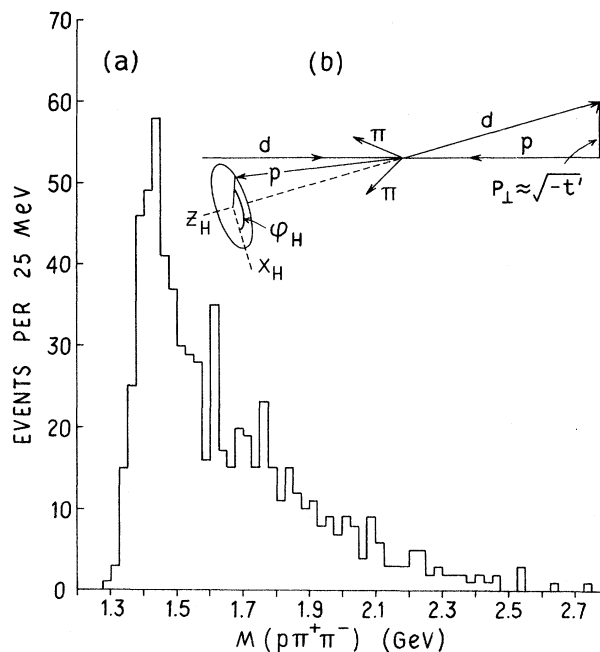 (a)
(b)
70
60
50
40
30
20
10
0
EVENTS PER 25 MeV
1.3 1.5 1.7 1.9 2.1 2.3 2.5 2.7
M(pπ⁺π⁻) (GeV)
d
π
d
p
p
π
P⊥≈√-t'
Z_H
φ_H
X_H